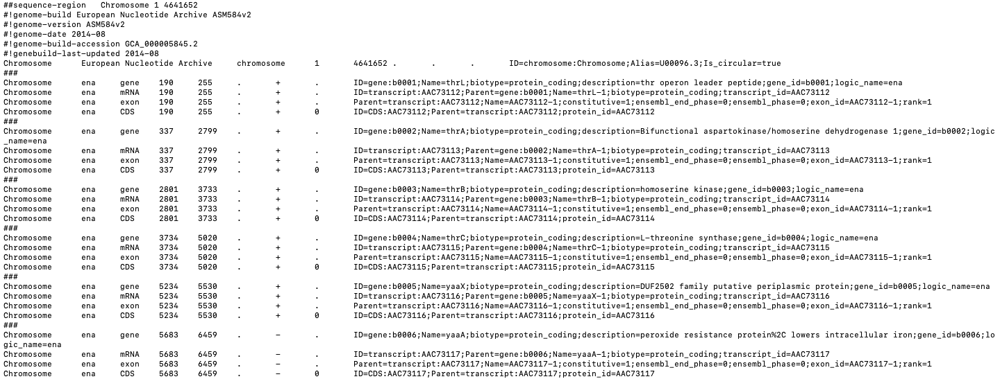 ##sequence-region   Chromosome 1 4641652
#!genome-build European Nucleotide Archive ASM584v2
#!genome-version ASM584v2
#!genome-date 2014-08
#!genome-build-accession GCA_000005845.2
#!genebuild-last-updated 2014-08
Chromosome	European Nucleotide Archive	chromosome	1	4641652	.	.	.	ID=chromosome:Chromosome;Alias=U00096.3;Is_circular=true
###
Chromosome	ena	gene	190	255	.	+	.	ID=gene:b0001;Name=thrL;biotype=protein_coding;description=thr operon leader peptide;gene_id=b0001;logic_name=ena
Chromosome	ena	mRNA	190	255	.	+	.	ID=transcript:AAC73112;Parent=gene:b0001;Name=thrL-1;biotype=protein_coding;transcript_id=AAC73112
Chromosome	ena	exon	190	255	.	+	.	Parent=transcript:AAC73112;Name=AAC73112-1;constitutive=1;ensembl_end_phase=0;ensembl_phase=0;exon_id=AAC73112-1;rank=1
Chromosome	ena	CDS	190	255	.	+	0	ID=CDS:AAC73112;Parent=transcript:AAC73112;protein_id=AAC73112
###
Chromosome	ena	gene	337	2799	.	+	.	ID=gene:b0002;Name=thrA;biotype=protein_coding;description=Bifunctional aspartokinase/homoserine dehydrogenase 1;gene_id=b0002;logic
_name=ena
Chromosome	ena	mRNA	337	2799	.	+	.	ID=transcript:AAC73113;Parent=gene:b0002;Name=thrA-1;biotype=protein_coding;transcript_id=AAC73113
Chromosome	ena	exon	337	2799	.	+	.	Parent=transcript:AAC73113;Name=AAC73113-1;constitutive=1;ensembl_end_phase=0;ensembl_phase=0;exon_id=AAC73113-1;rank=1
Chromosome	ena	CDS	337	2799	.	+	0	ID=CDS:AAC73113;Parent=transcript:AAC73113;protein_id=AAC73113
###
Chromosome	ena	gene	2801	3733	.	+	.	ID=gene:b0003;Name=thrB;biotype=protein_coding;description=homoserine kinase;gene_id=b0003;logic_name=ena
Chromosome	ena	mRNA	2801	3733	.	+	.	ID=transcript:AAC73114;Parent=gene:b0003;Name=thrB-1;biotype=protein_coding;transcript_id=AAC73114
Chromosome	ena	exon	2801	3733	.	+	.	Parent=transcript:AAC73114;Name=AAC73114-1;constitutive=1;ensembl_end_phase=0;ensembl_phase=0;exon_id=AAC73114-1;rank=1
Chromosome	ena	CDS	2801	3733	.	+	0	ID=CDS:AAC73114;Parent=transcript:AAC73114;protein_id=AAC73114
###
Chromosome	ena	gene	3734	5020	.	+	.	ID=gene:b0004;Name=thrC;biotype=protein_coding;description=L-threonine synthase;gene_id=b0004;logic_name=ena
Chromosome	ena	mRNA	3734	5020	.	+	.	ID=transcript:AAC73115;Parent=gene:b0004;Name=thrC-1;biotype=protein_coding;transcript_id=AAC73115
Chromosome	ena	exon	3734	5020	.	+	.	Parent=transcript:AAC73115;Name=AAC73115-1;constitutive=1;ensembl_end_phase=0;ensembl_phase=0;exon_id=AAC73115-1;rank=1
Chromosome	ena	CDS	3734	5020	.	+	0	ID=CDS:AAC73115;Parent=transcript:AAC73115;protein_id=AAC73115
###
Chromosome	ena	gene	5234	5530	.	+	.	ID=gene:b0005;Name=yaaX;biotype=protein_coding;description=DUF2502 family putative periplasmic protein;gene_id=b0005;logic_name=ena
Chromosome	ena	mRNA	5234	5530	.	+	.	ID=transcript:AAC73116;Parent=gene:b0005;Name=yaaX-1;biotype=protein_coding;transcript_id=AAC73116
Chromosome	ena	exon	5234	5530	.	+	.	Parent=transcript:AAC73116;Name=AAC73116-1;constitutive=1;ensembl_end_phase=0;ensembl_phase=0;exon_id=AAC73116-1;rank=1
Chromosome	ena	CDS	5234	5530	.	+	0	ID=CDS:AAC73116;Parent=transcript:AAC73116;protein_id=AAC73116
###
Chromosome	ena	gene	5683	6459	.	-	.	ID=gene:b0006;Name=yaaA;biotype=protein_coding;description=peroxide resistance protein%2C lowers intracellular iron;gene_id=b0006;lo
gic_name=ena
Chromosome	ena	mRNA	5683	6459	.	-	.	ID=transcript:AAC73117;Parent=gene:b0006;Name=yaaA-1;biotype=protein_coding;transcript_id=AAC73117
Chromosome	ena	exon	5683	6459	.	-	.	Parent=transcript:AAC73117;Name=AAC73117-1;constitutive=1;ensembl_end_phase=0;ensembl_phase=0;exon_id=AAC73117-1;rank=1
Chromosome	ena	CDS	5683	6459	.	-	0	ID=CDS:AAC73117;Parent=transcript:AAC73117;protein_id=AAC73117